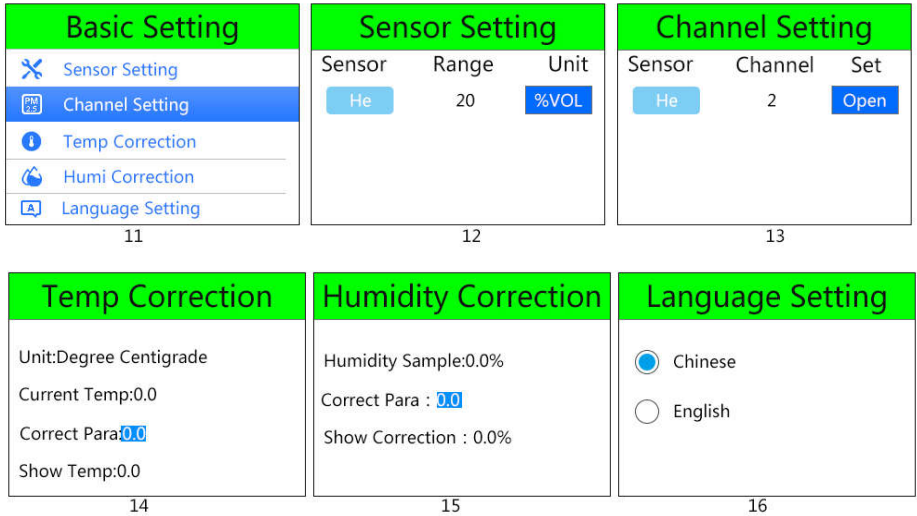 Basic Setting
Sensor Setting
PM 2.5
Channel Setting
Temp Correction
Humi Correction
A
Language Setting
11
Sensor Setting
Sensor Range Unit
He 20 %VOL
12
Channel Setting
Sensor Channel Set
He 2 Open
13
Temp Correction
Unit:Degree Centigrade
Current Temp:0.0
Correct Para:0.0
Show Temp:0.0
14
Humidity Correction
Humidity Sample:0.0%
Correct Para：0.0
Show Correction：0.0%
15
Language Setting
Chinese
English
16